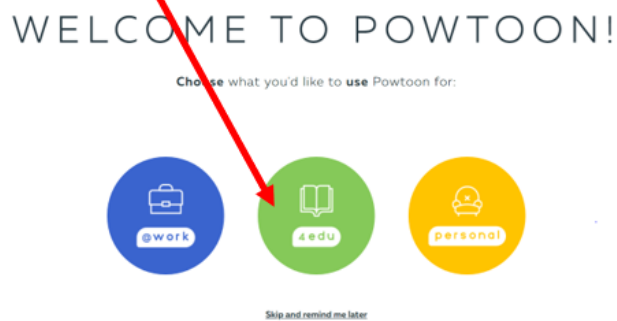 WELCOME TO POWTOON!
Choose what you'd like to use Powtoon for:
@work
4edu
personal
Skip and remind me later